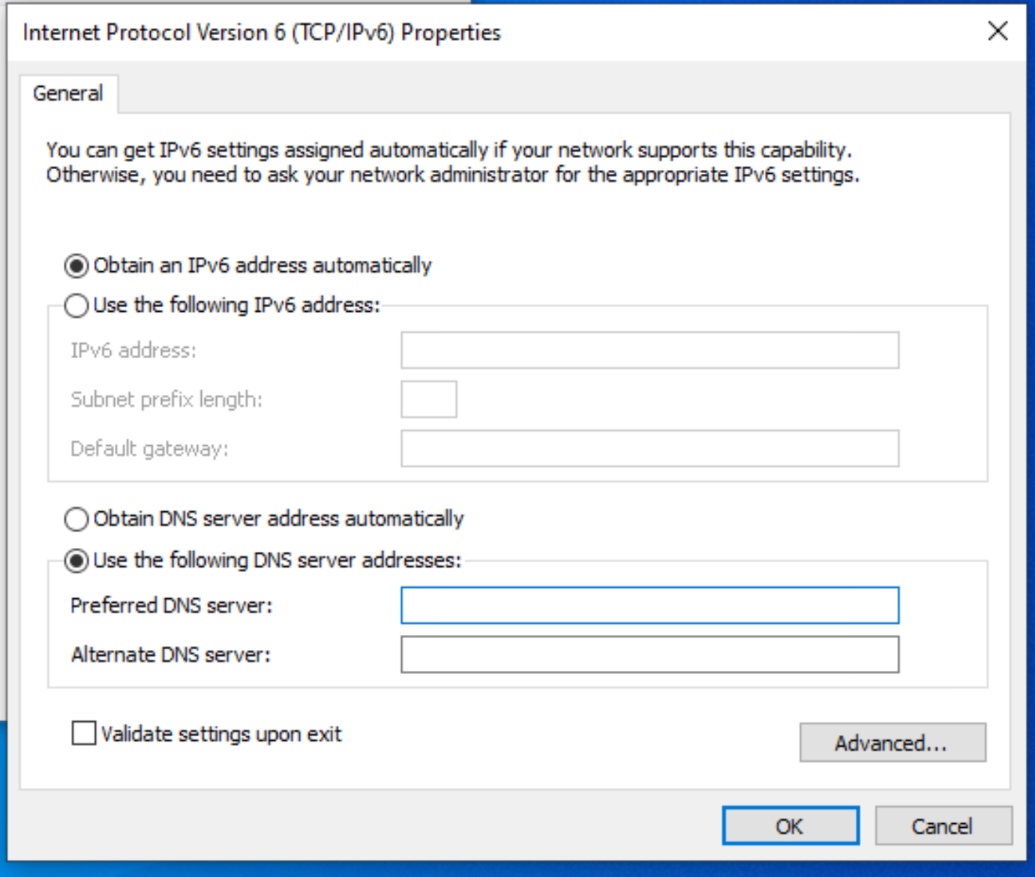 Internet Protocol Version 6 (TCP/IPv6) Properties
General
You can get IPv6 settings assigned automatically if your network supports this capability.
Otherwise, you need to ask your network administrator for the appropriate IPv6 settings.
Obtain an IPv6 address automatically
Use the following IPv6 address:
IPv6 address:
Subnet prefix length:
Default gateway:
Obtain DNS server address automatically
Use the following DNS server addresses:
Preferred DNS server:
Alternate DNS server:
Validate settings upon exit
Advanced...
OK Cancel